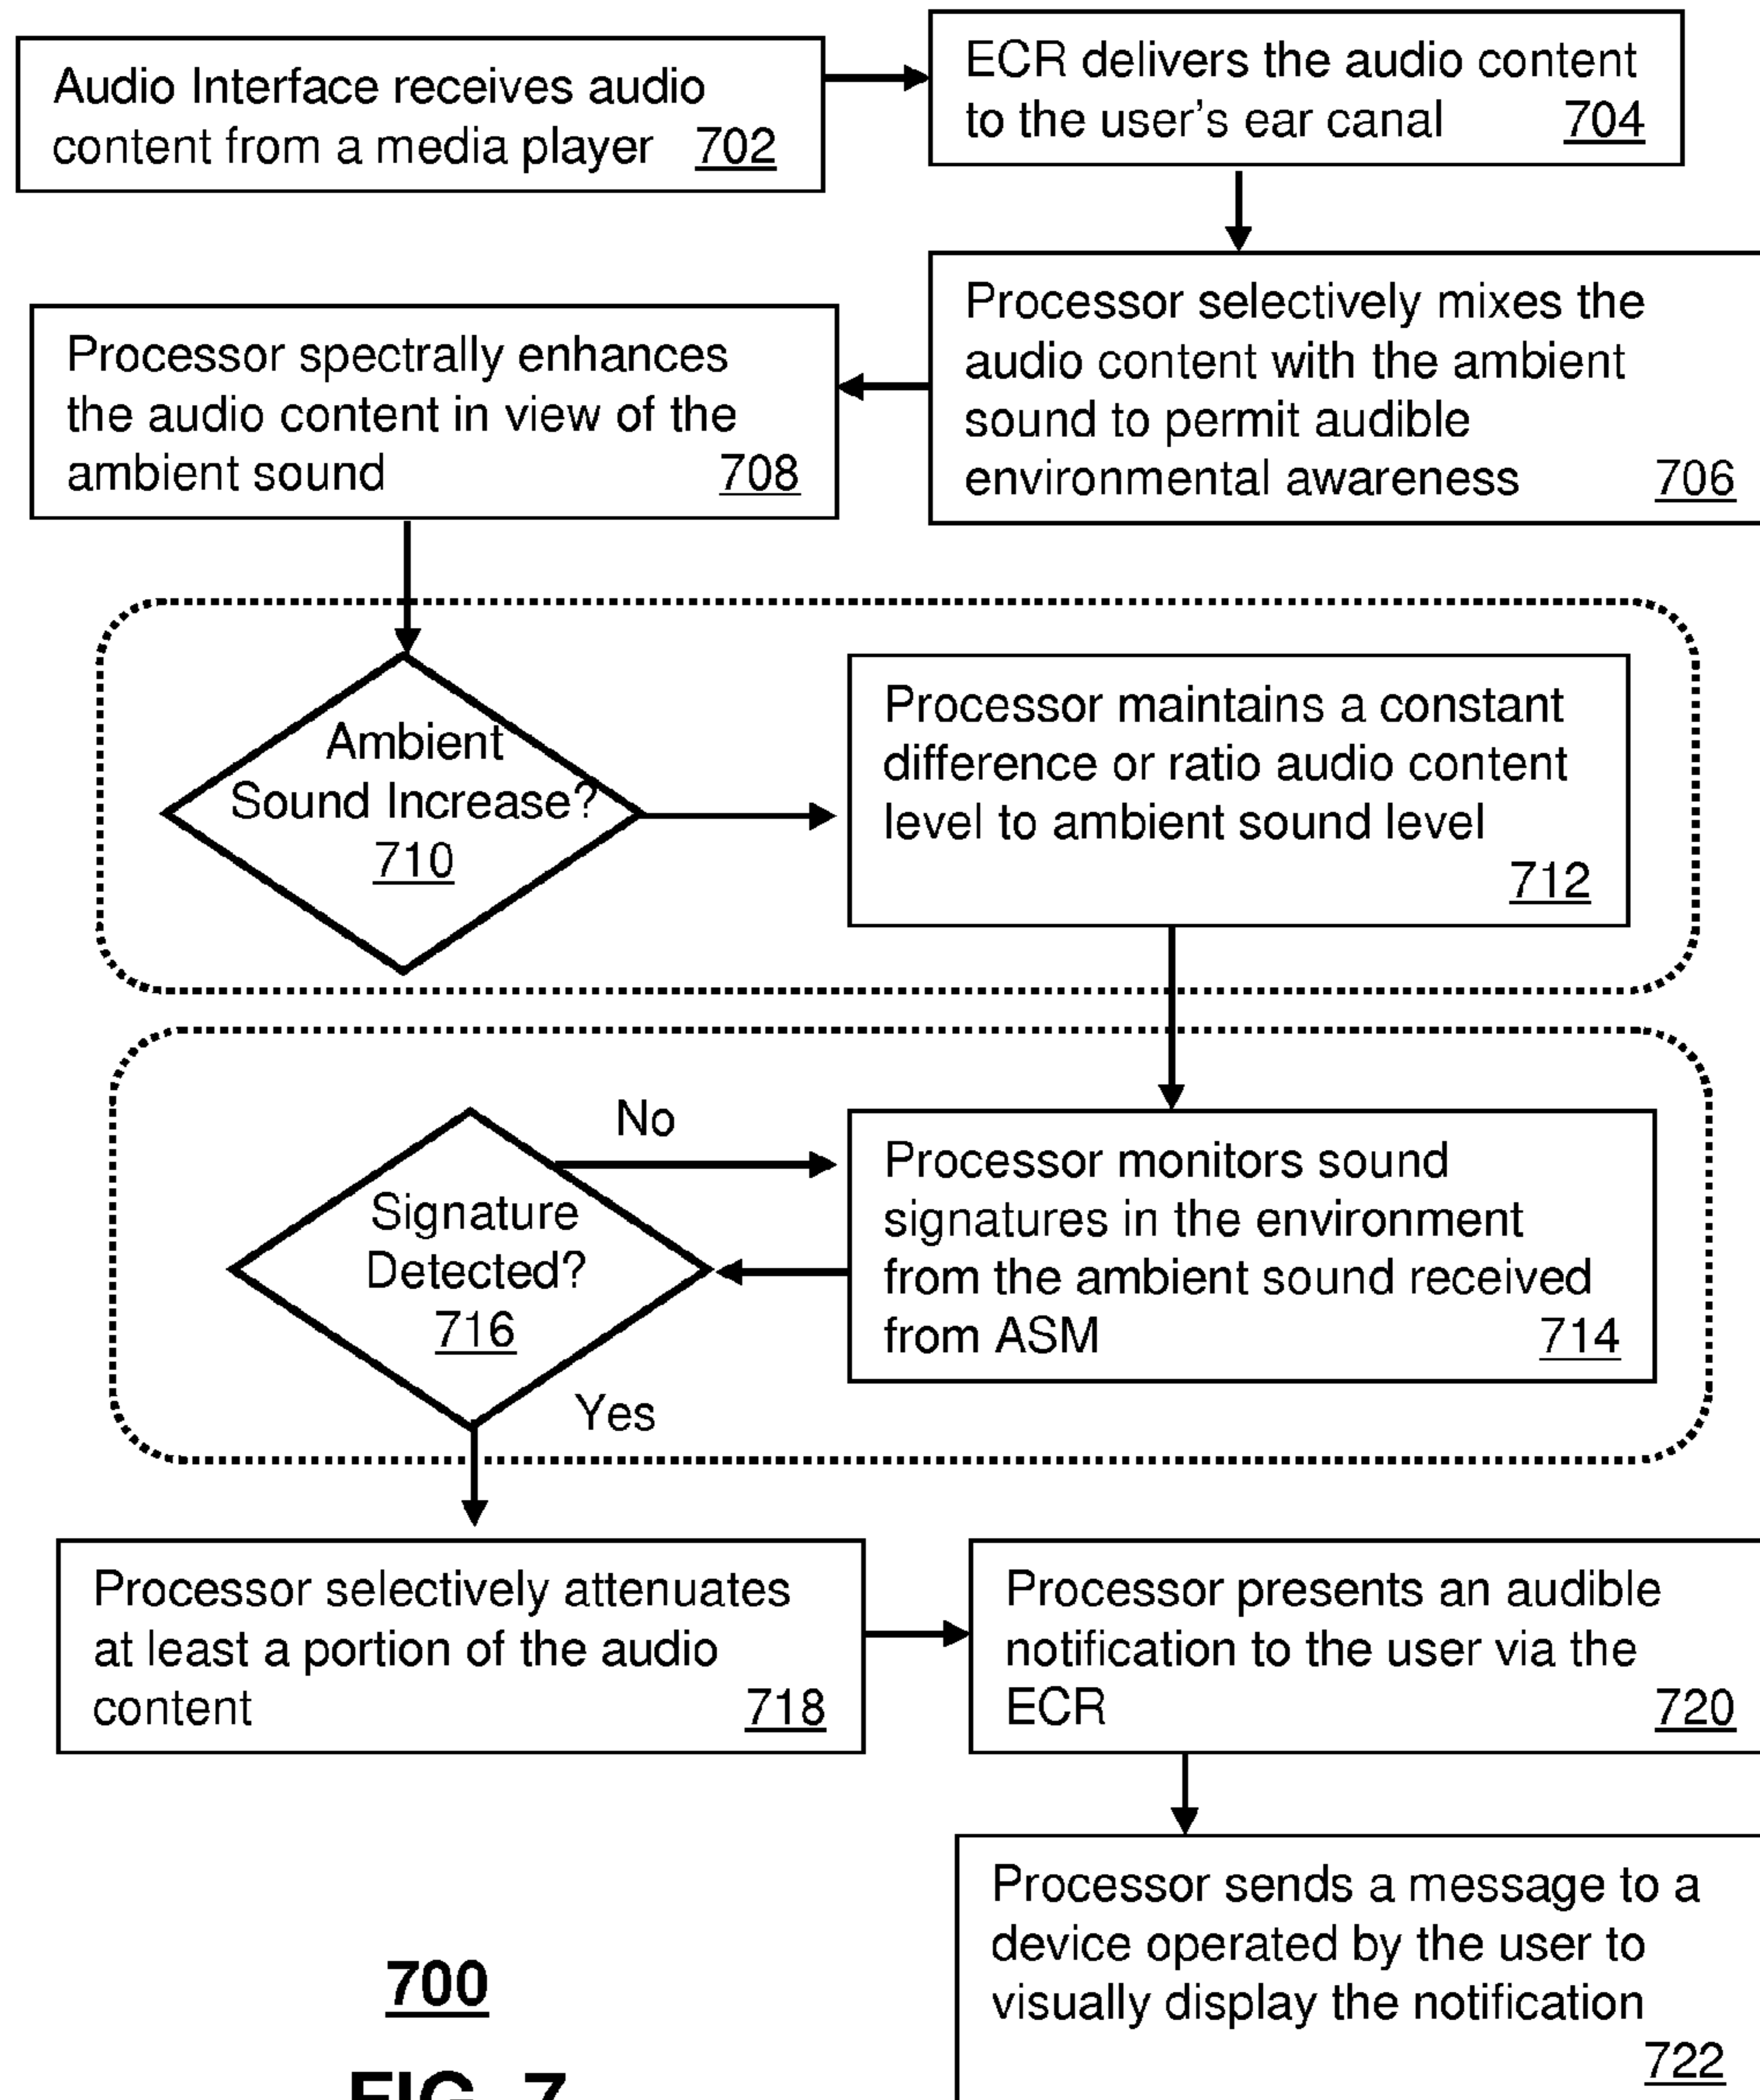 Audio Interface receives audio
content from a media player 702
ECR delivers the audio content
to the user's ear canal 704
Processor selectively mixes the
audio content with the ambient
sound to permit audible
environmental awareness 706
Processor spectrally enhances
the audio content in view of the
ambient sound 708
Ambient
Sound Increase?
710
Processor maintains a constant
difference or ratio audio content
level to ambient sound level
712
No
Processor monitors sound
signatures in the environment
from the ambient sound received
from ASM 714
Signature
Detected?
716
Yes
Processor selectively attenuates
at least a portion of the audio
content 718
Processor presents an audible
notification to the user via the
ECR 720
Processor sends a message to a
device operated by the user to
visually display the notification
722
700
FIG. 7